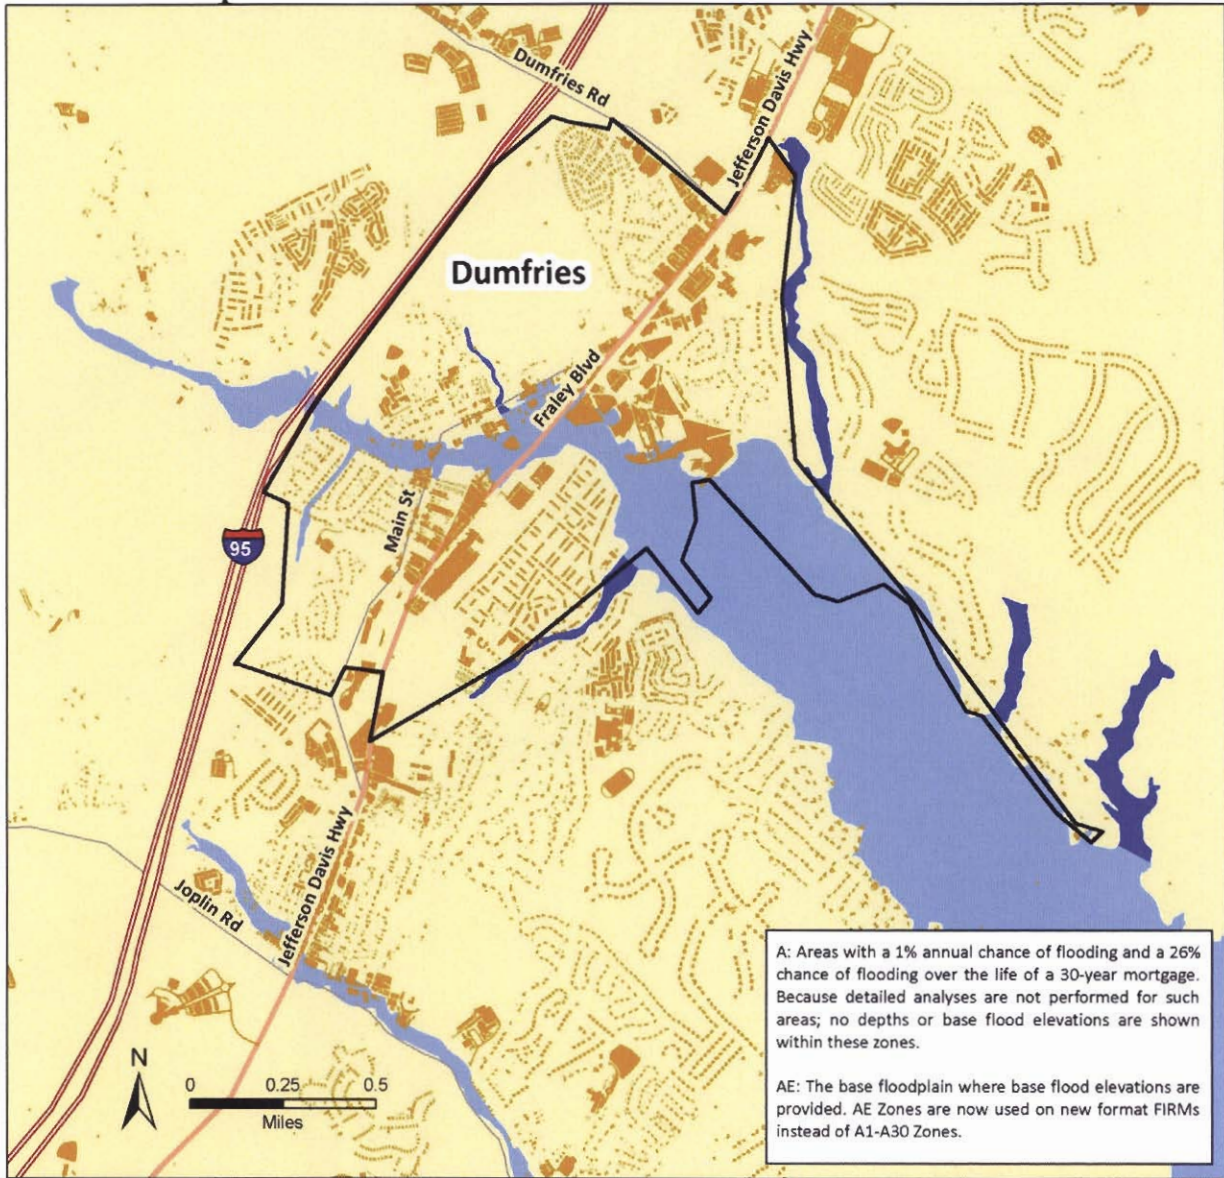 Dumfries Rd
Jefferson Davis Hwy
Dumfries
Fraley Blvd
Main St
95
Jefferson Davis Hwy
Joplin Rd
N
0 0.25 0.5
Miles
A: Areas with a 1% annual chance of flooding and a 26%
chance of flooding over the life of a 30-year mortgage.
Because detailed analyses are not performed for such
areas; no depths or base flood elevations are shown
within these zones.
AE: The base floodplain where base flood elevations are
provided. AE Zones are now used on new format FIRMs
instead of A1-A30 Zones.